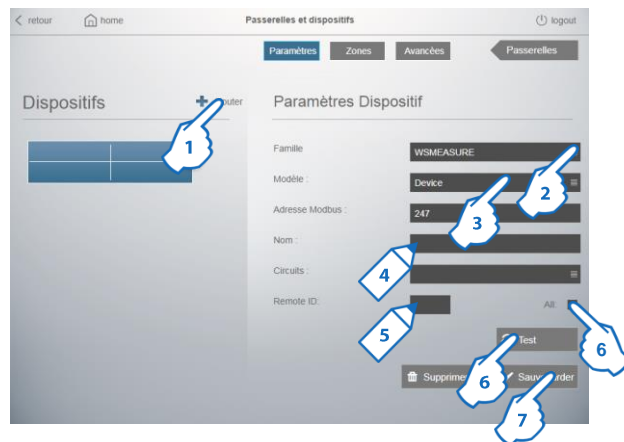 retour home Passerelles et dispositifs logout
Paramètres Zones Avancées Passerelles
Dispositifs Paramètres Dispositif
1
Famille WSMEASURE
2
Modèle : Device
3
Adresse Modbus : 247
Nom :
4
Circuits :
Remote ID: All:
5
Test
6
6
7